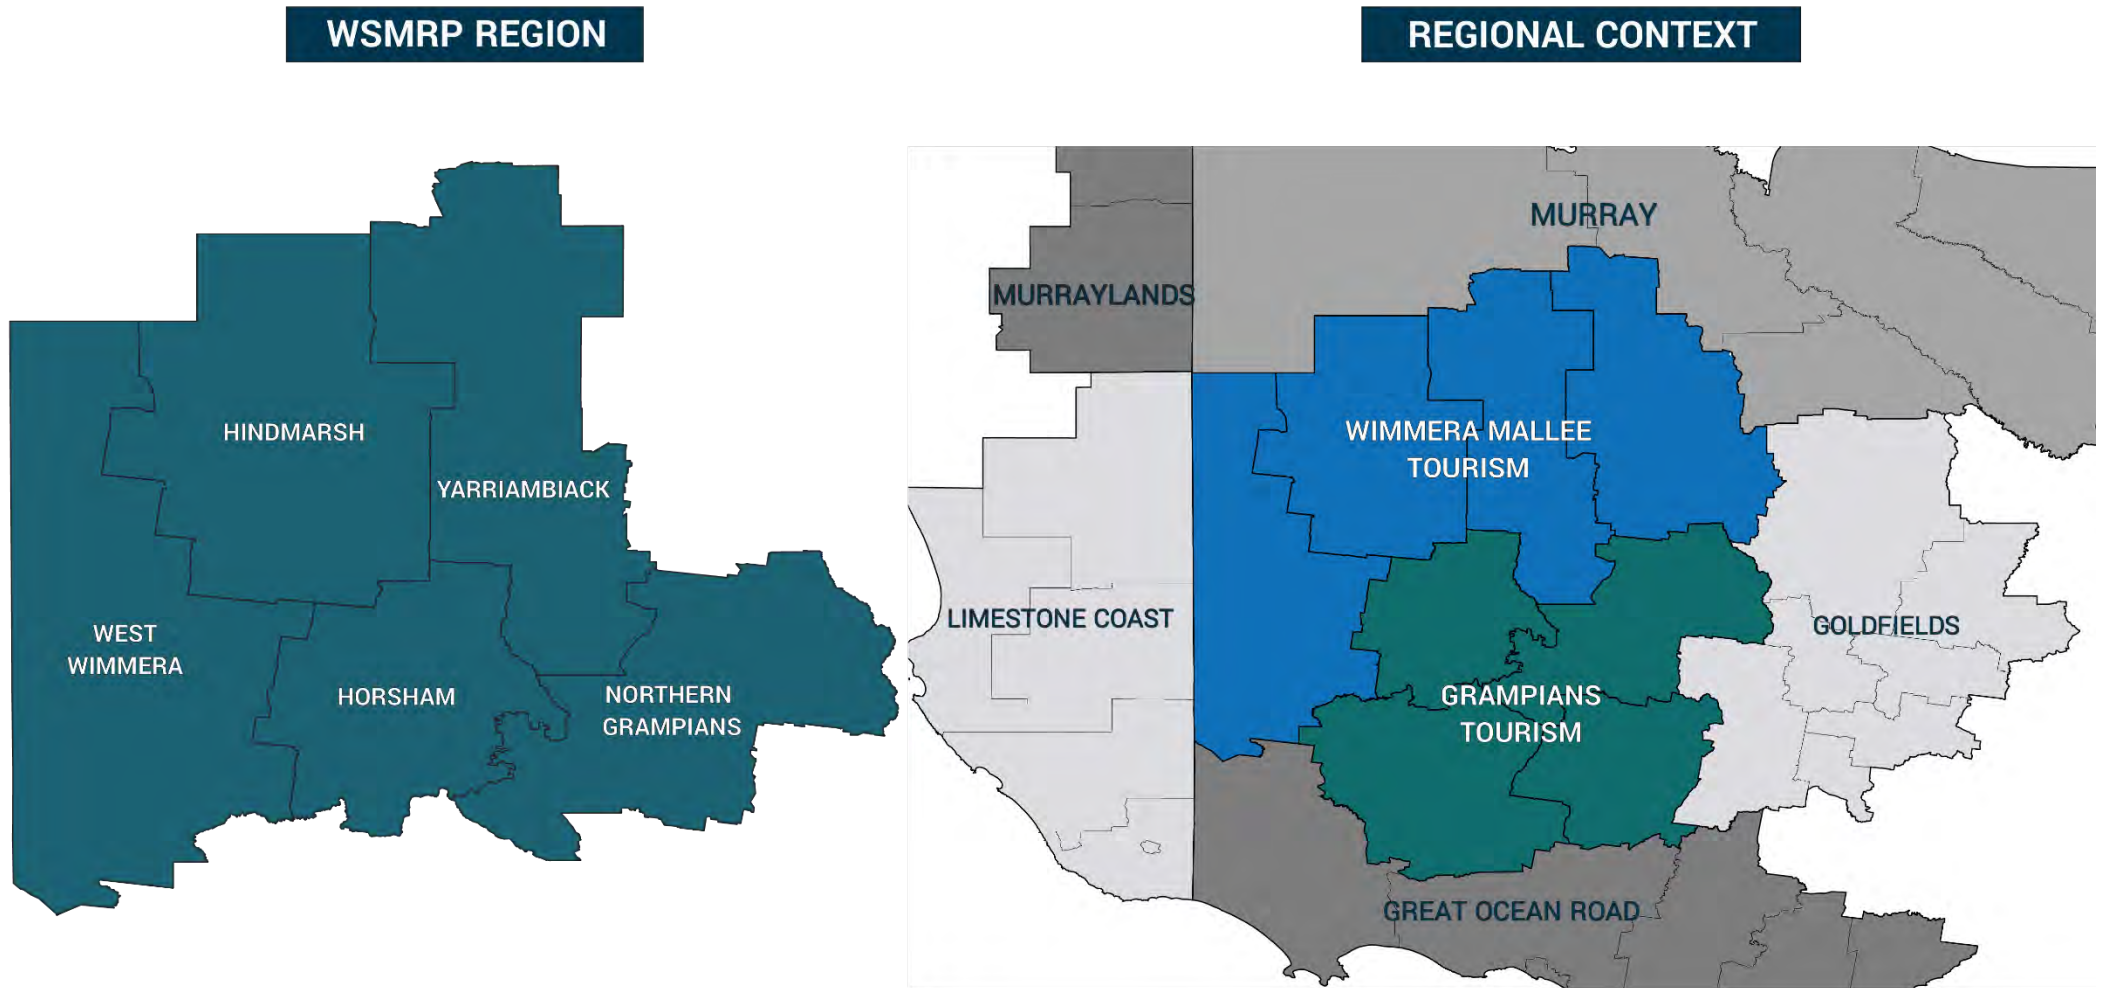 WSMRP REGION
HINDMARSH
YARRIAMBIACK
WEST
WIMMERA
HORSHAM
NORTHERN
GRAMPIANS
REGIONAL CONTEXT
MURRAY
MURRAYLANDS
WIMMERA MALLEE
TOURISM
LIMESTONE COAST
GOLDFIELDS
GRAMPIANS
TOURISM
GREAT OCEAN ROAD